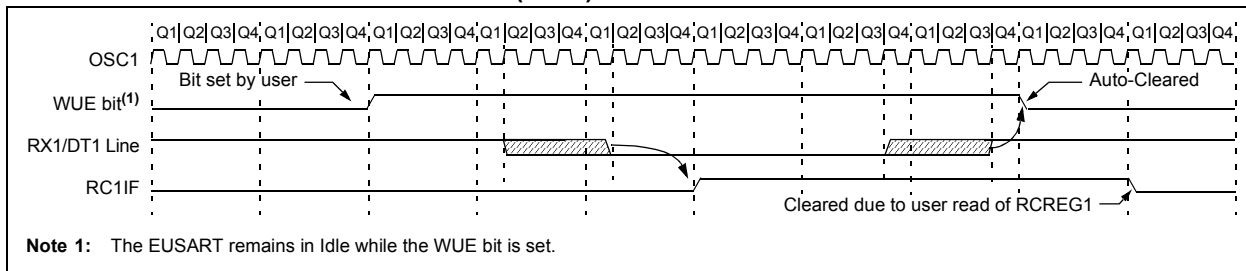 Q1 Q2 Q3 Q4 Q1 Q2 Q3 Q4 Q1 Q2 Q3 Q4 Q1 Q2 Q3 Q4 Q1 Q2 Q3 Q4 Q1 Q2 Q3 Q4 Q1 Q2 Q3 Q4 Q1 Q2 Q3 Q4 Q1 Q2 Q3 Q4 Q1 Q2 Q3 Q4
OSC1
Bit set by user
Auto-Cleared
WUE bit(1)
RX1/DT1 Line
RC1IF
Cleared due to user read of RCREG1
Note 1: The EUSART remains in Idle while the WUE bit is set.